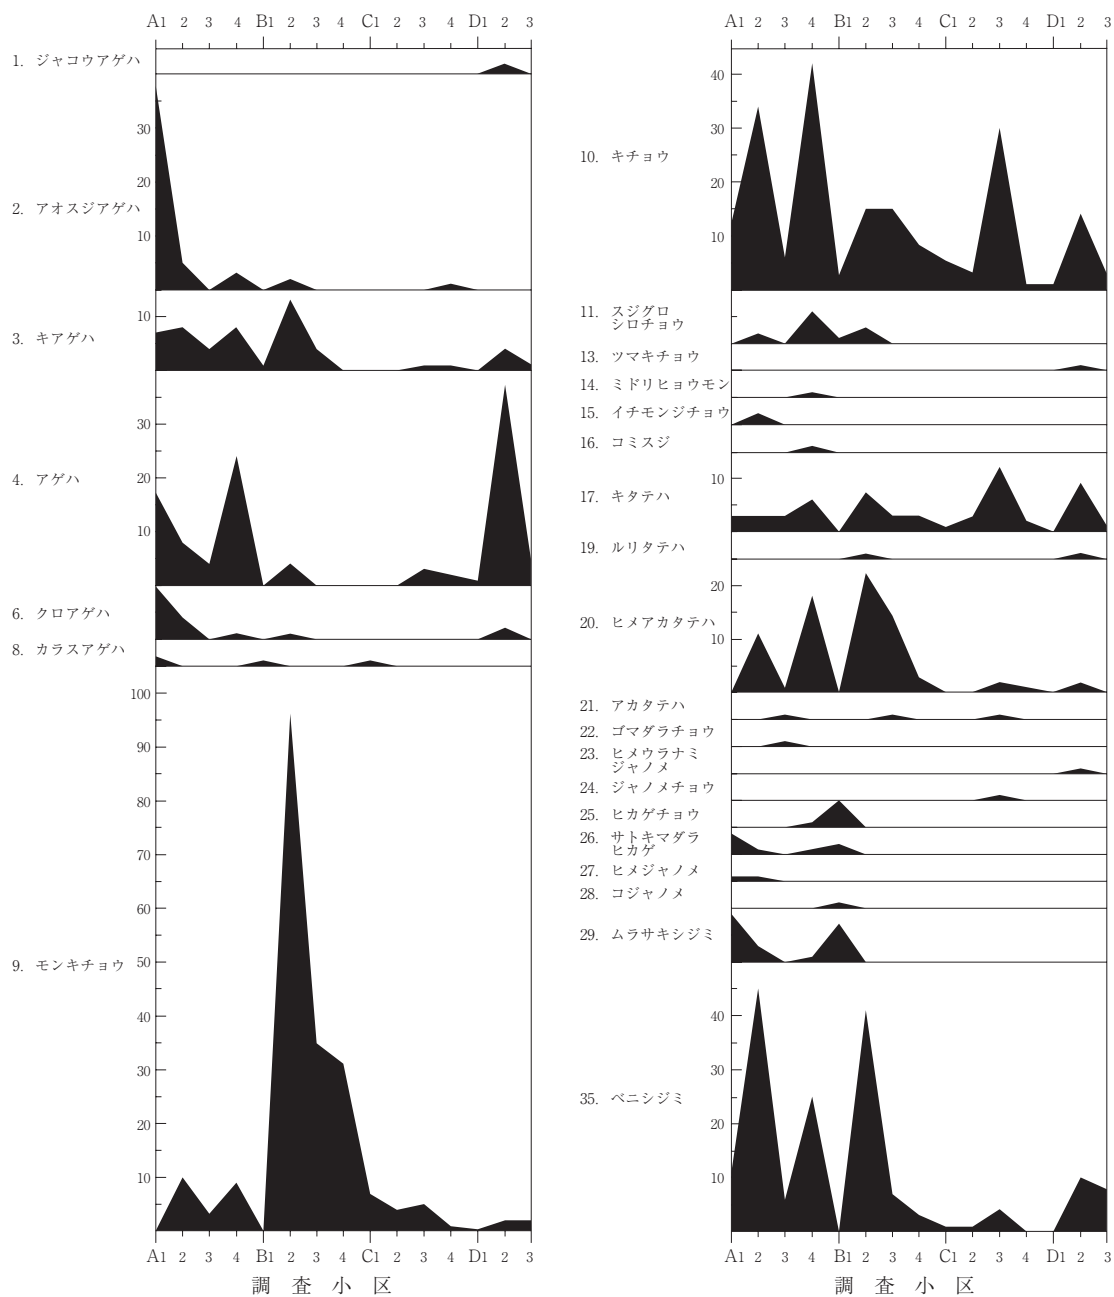 A1 2 3 4 B1 2 3 4 C1 2 3 4 D1 2 3
1. ジャコウアゲハ
30
20
2. アオスジアゲハ
10
10
3. キアゲハ
30
4. アゲハ
20
10
6. クロアゲハ
8. カラスアゲハ
100
90
80
70
60
50
9. モンキチョウ
40
30
20
10
A1 2 3 4 B1 2 3 4 C1 2 3 4 D1 2 3
調査小区
A1 2 3 4 B1 2 3 4 C1 2 3 4 D1 2 3
40
30
10. キチョウ
20
10
11. スジグロ
シロチョウ
13. ツマキチョウ
14. ミドリヒョウモン
15. イチモンジチョウ
16. コミスジ
10
17. キタテハ
19. ルリタテハ
20
20. ヒメアカタテハ
10
21. アカタテハ
22. ゴマダラチョウ
23. ヒメウラナミ
ジャノメ
24. ジャノメチョウ
25. ヒカゲチョウ
26. サトキマダラ
ヒカゲ
27. ヒメジャノメ
28. コジャノメ
29. ムラサキシジミ
40
30
35. ベニシジミ
20
10
A1 2 3 4 B1 2 3 4 C1 2 3 4 D1 2 3
調査小区